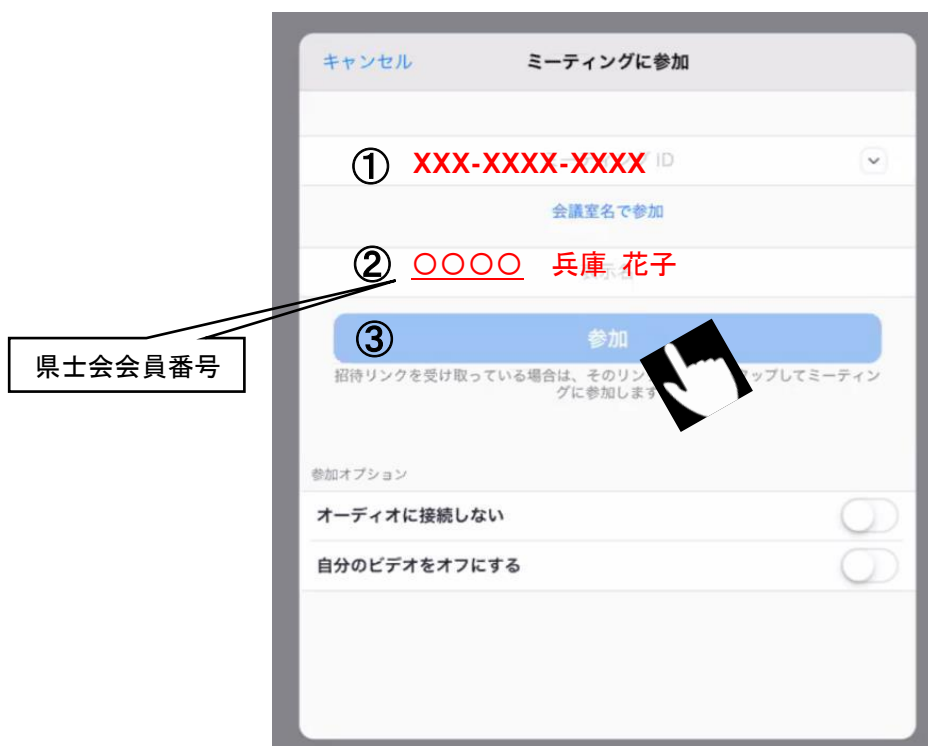 キャンセル ミーティングに参加
① XXX-XXXX-XXXX ID
会議室名で参加
② 〇〇〇〇 兵庫 花子
県士会会員番号
③ 参加
招待リンクを受け取っている場合は、そのリン ップしてミーティン
グに参加します
参加オプション
オーディオに接続しない
自分のビデオをオフにする